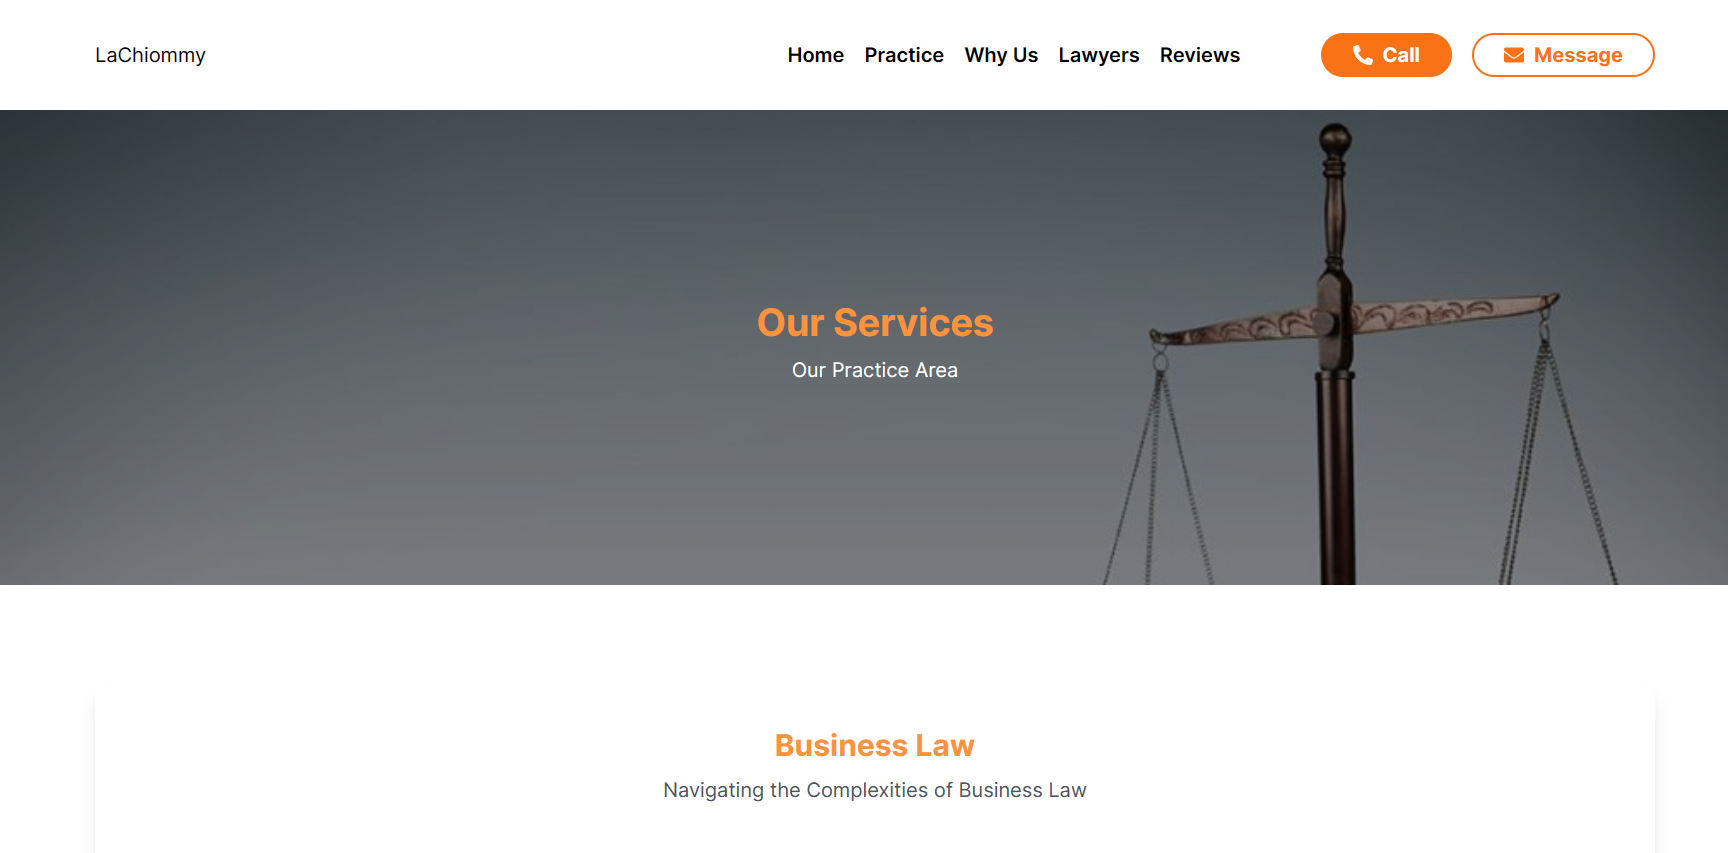 LaChiommy
Home Practice Why Us Lawyers Reviews Call Message
Our Services
Our Practice Area
Business Law
Navigating the Complexities of Business Law